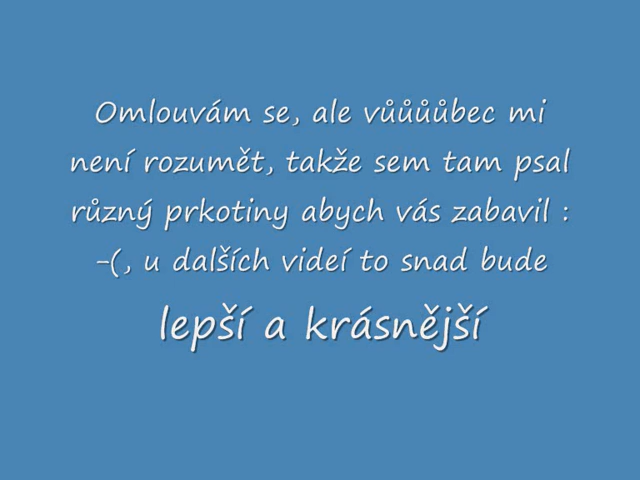 Omlouvám se, ale vůůůůbec mi
není rozumět, takže sem tam psal
různý prkotiny abych vás zabavil :
-(, u dalších videí to snad bude
lepší a krásnější